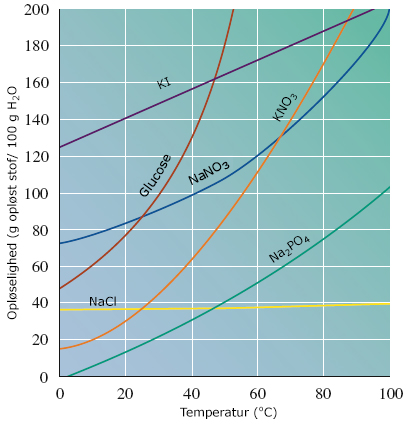 200
180
160
140
120
100
80
60
40
20
0
Opløselighed (g opløst stof/ 100 g H₂O
KI
Glucose
KNO₃
NaNO₃
Na₂PO₄
NaCl
0 20 40 60 80 100
Temperatur (°C)